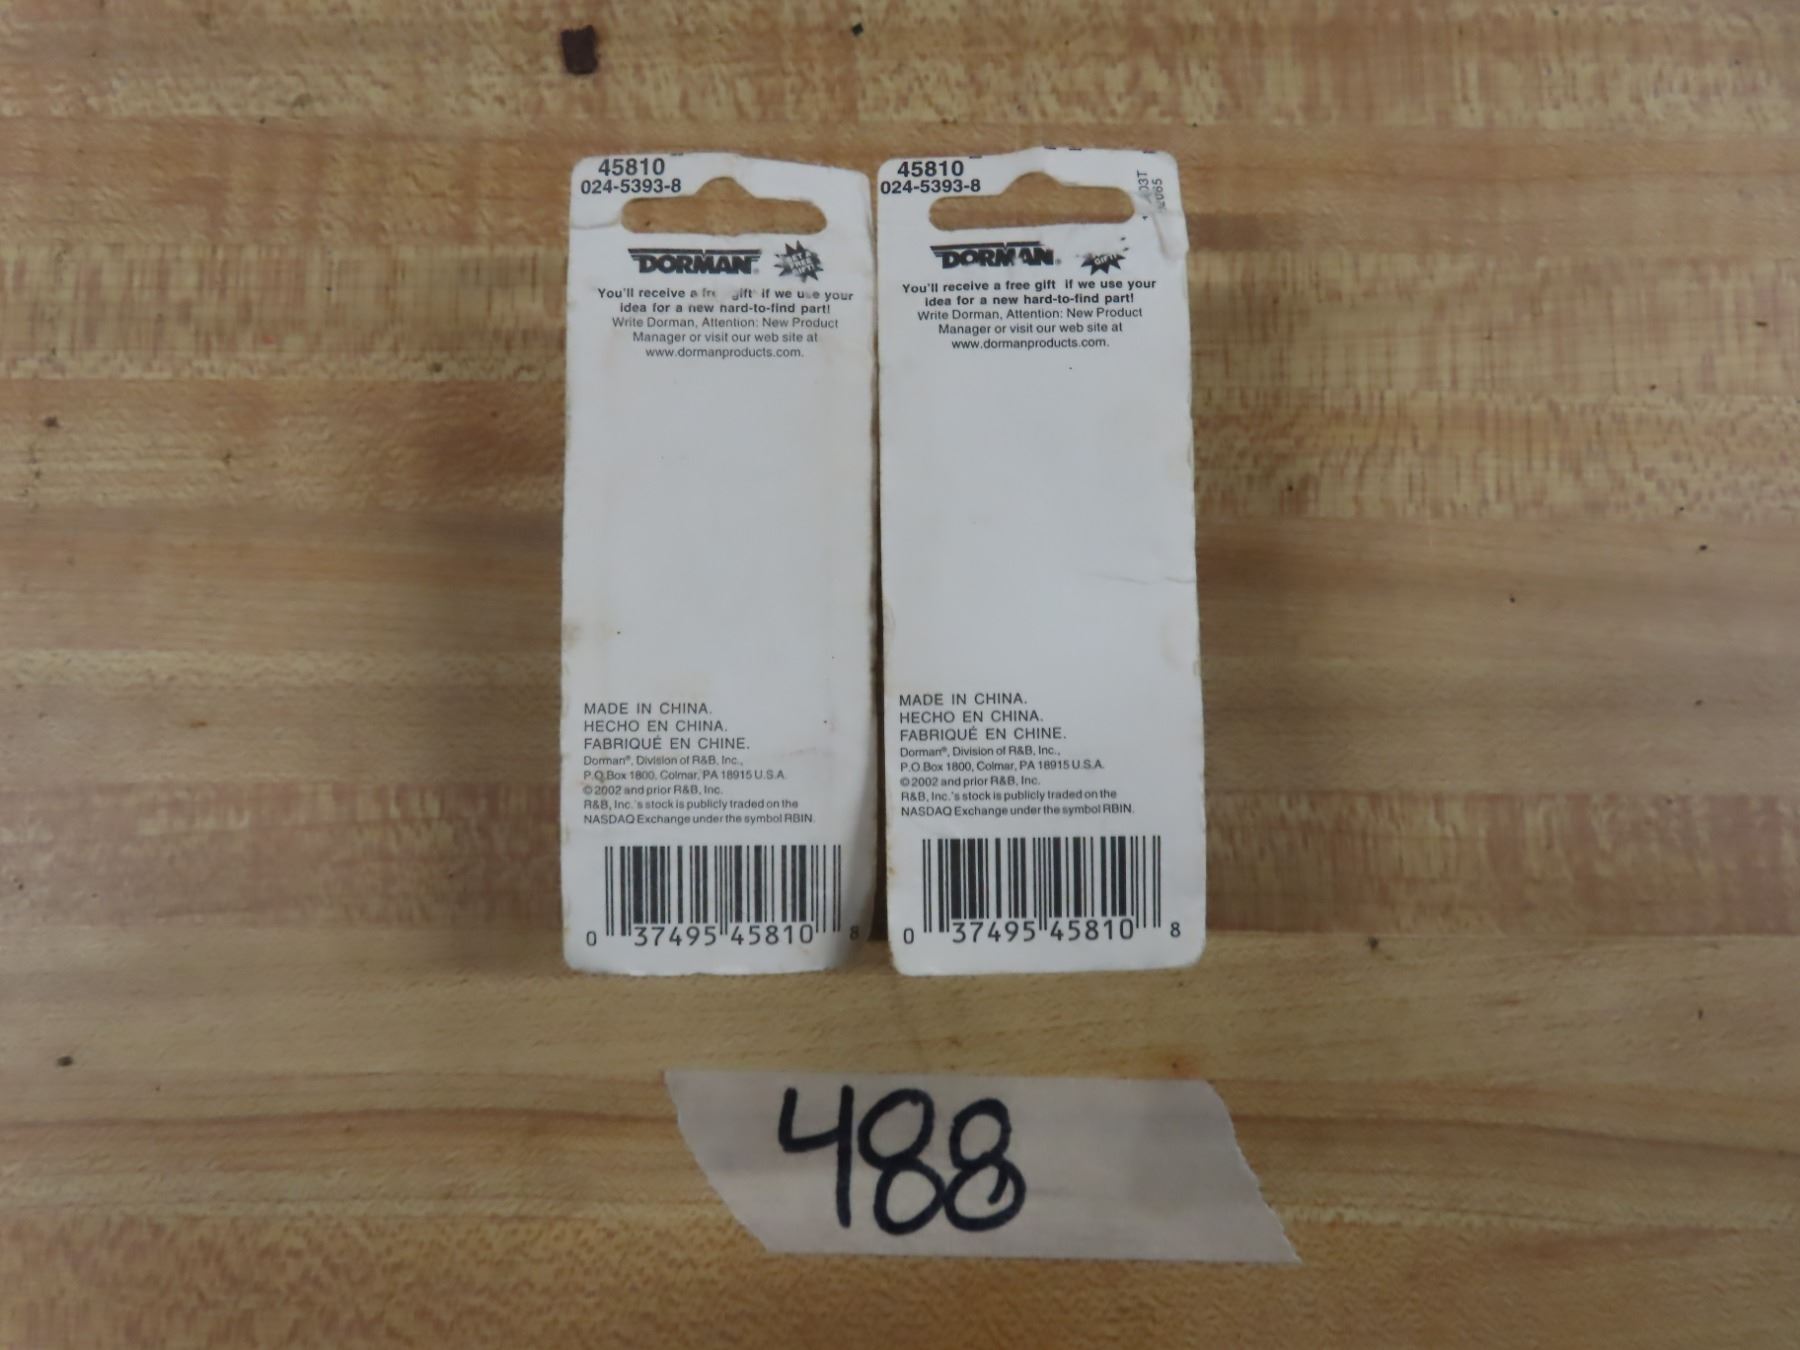 45810
024-5393-8
DORMAN®
You'll receive a gift if we use your
idea for a new hard-to-find part!
Write Dorman, Attention: New Product
Manager or visit our web site at
www.dormanproducts.com.
MADE IN CHINA.
HECHO EN CHINA.
FABRIQUÉ EN CHINE.
Dorman®, Division of R&B, Inc.,
P.O.Box 1800, Colmar, PA 18915 U.S.A.
©2002 and prior R&B, Inc.
R&B, Inc.'s stock is publicly traded on the
NASDAQ Exchange under the symbol RBIN.
0 37495 45810 8
45810
024-5393-8
DORMAN®
GIFT!
You'll receive a free gift if we use your
idea for a new hard-to-find part!
Write Dorman, Attention: New Product
Manager or visit our web site at
www.dormanproducts.com.
MADE IN CHINA.
HECHO EN CHINA.
FABRIQUÉ EN CHINE.
Dorman®, Division of R&B, Inc.,
P.O.Box 1800, Colmar, PA 18915 U.S.A.
©2002 and prior R&B, Inc.
R&B, Inc.'s stock is publicly traded on the
NASDAQ Exchange under the symbol RBIN.
0 37495 45810 8
488